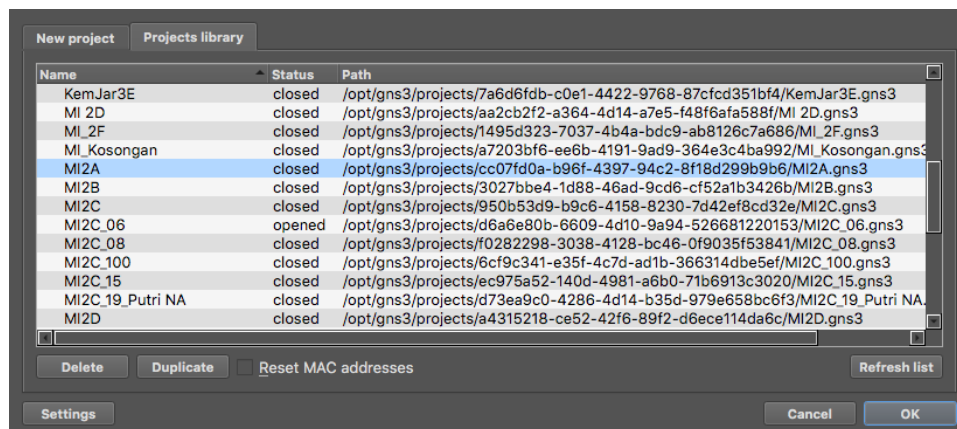 New project Projects library
Name Status Path
KemJar3E closed /opt/gns3/projects/7a6d6fdb-c0e1-4422-9768-87cfcd351bf4/KemJar3E.gns3
MI 2D closed /opt/gns3/projects/aa2cb2f2-a364-4d14-a7e5-f48f6afa588f/MI 2D.gns3
MI_2F closed /opt/gns3/projects/1495d323-7037-4b4a-bdc9-ab8126c7a686/MI_2F.gns3
MI_Kosongan closed /opt/gns3/projects/a7203bf6-ee6b-4191-9ad9-364e3c4ba992/MI_Kosongan.gns3
MI2A closed /opt/gns3/projects/cc07fd0a-b96f-4397-94c2-8f18d299b9b6/MI2A.gns3
MI2B closed /opt/gns3/projects/3027bbe4-1d88-46ad-9cd6-cf52a1b3426b/MI2B.gns3
MI2C closed /opt/gns3/projects/950b53d9-b9c6-4158-8230-7d42ef8cd32e/MI2C.gns3
MI2C_06 opened /opt/gns3/projects/d6a6e80b-6609-4d10-9a94-526681220153/MI2C_06.gns3
MI2C_08 closed /opt/gns3/projects/f0282298-3038-4128-bc46-0f9035f53841/MI2C_08.gns3
MI2C_100 closed /opt/gns3/projects/6cf9c341-e35f-4c7d-ad1b-366314dbe5ef/MI2C_100.gns3
MI2C_15 closed /opt/gns3/projects/ec975a52-140d-4981-a6b0-71b6913c3020/MI2C_15.gns3
MI2C_19_Putri NA closed /opt/gns3/projects/d73ea9c0-4286-4d14-b35d-979e658bc6f3/MI2C_19_Putri NA.
MI2D closed /opt/gns3/projects/a4315218-ce52-42f6-89f2-d6ece114da6c/MI2D.gns3
Delete Duplicate Reset MAC addresses Refresh list
Settings Cancel OK